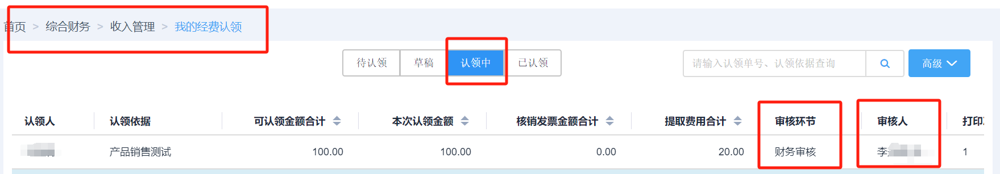 首页 > 综合财务 > 收入管理 > 我的经费认领
待认领 草稿 认领中 已认领 请输入认领单号、认领依据查询 高级
认领人 认领依据 可认领金额合计 本次认领金额 核销发票金额合计 提取费用合计 审核环节 审核人 打印
产品销售测试 100.00 100.00 0.00 20.00 财务审核 李 1